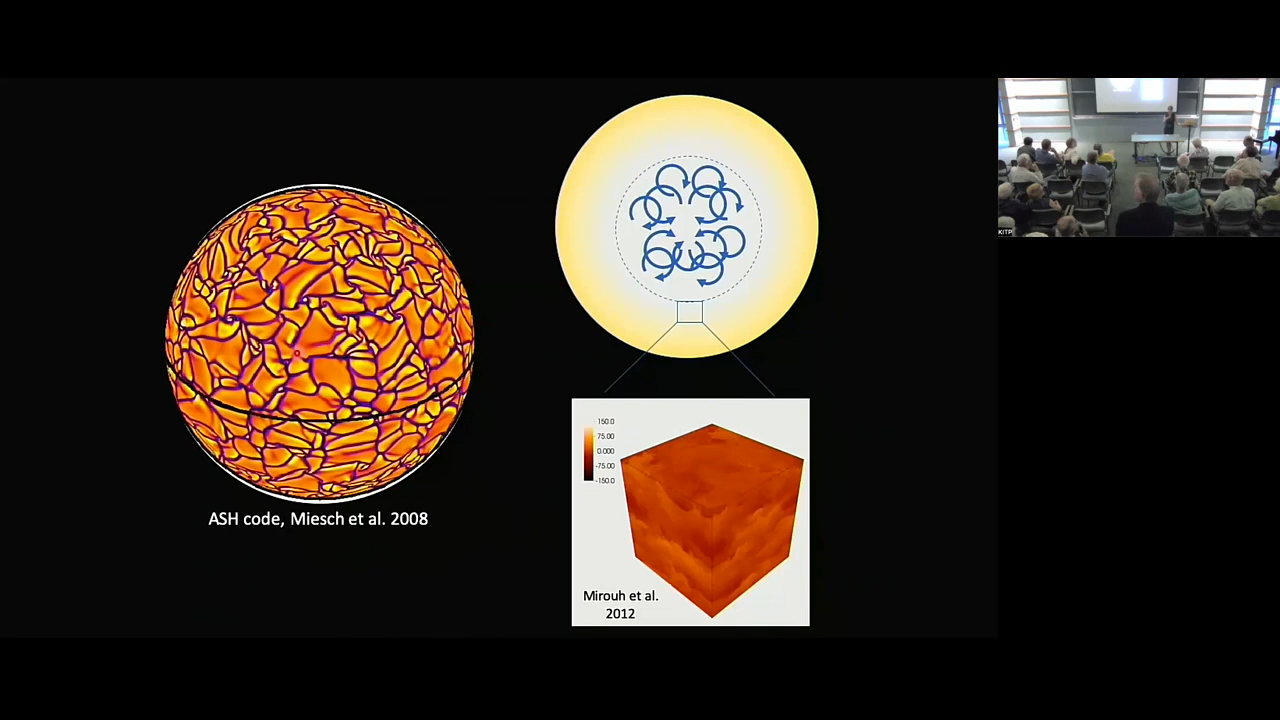 ASH code, Miesch et al. 2008
150.0
75.00
0.000
-75.00
-150.0
Mirouh et al.
2012
KITP